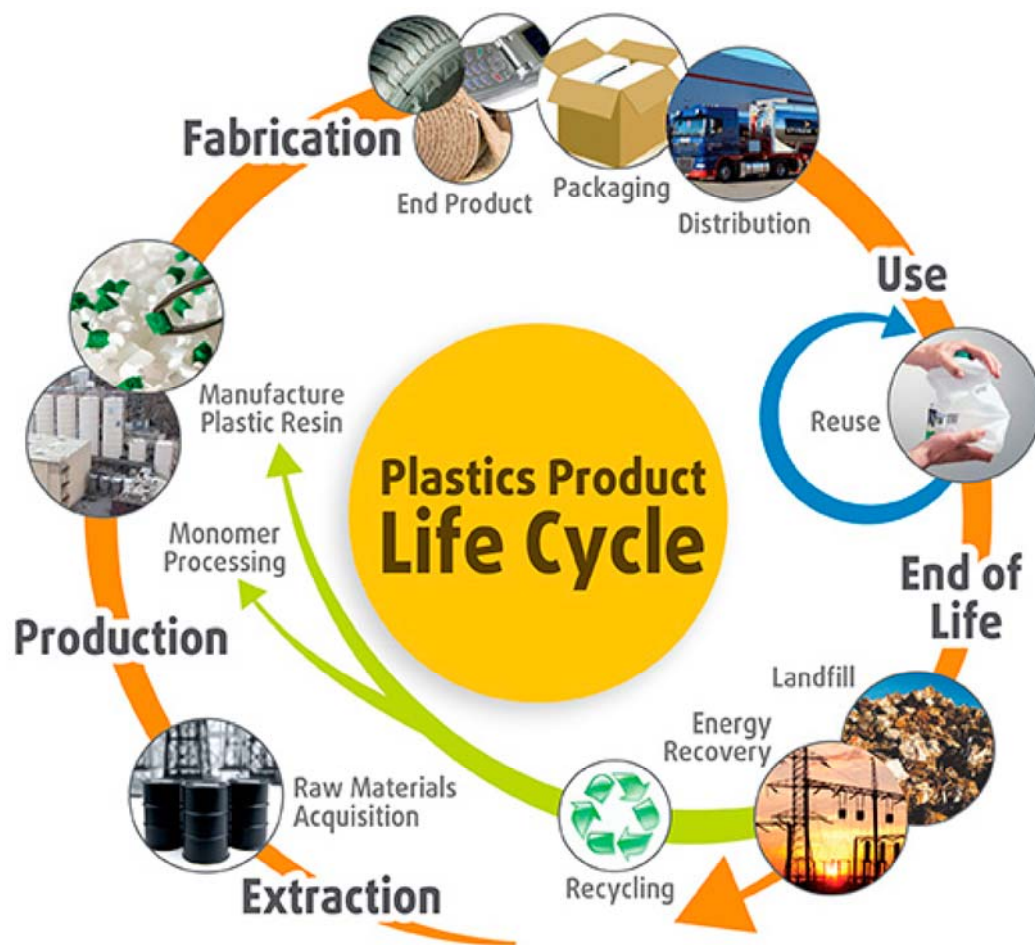 Fabrication
End Product
Packaging
Distribution
Use
Reuse
Manufacture
Plastic Resin
Plastics Product
Life Cycle
Monomer
Processing
End of
Life
Production
Landfill
Energy
Recovery
Raw Materials
Acquisition
Recycling
Extraction